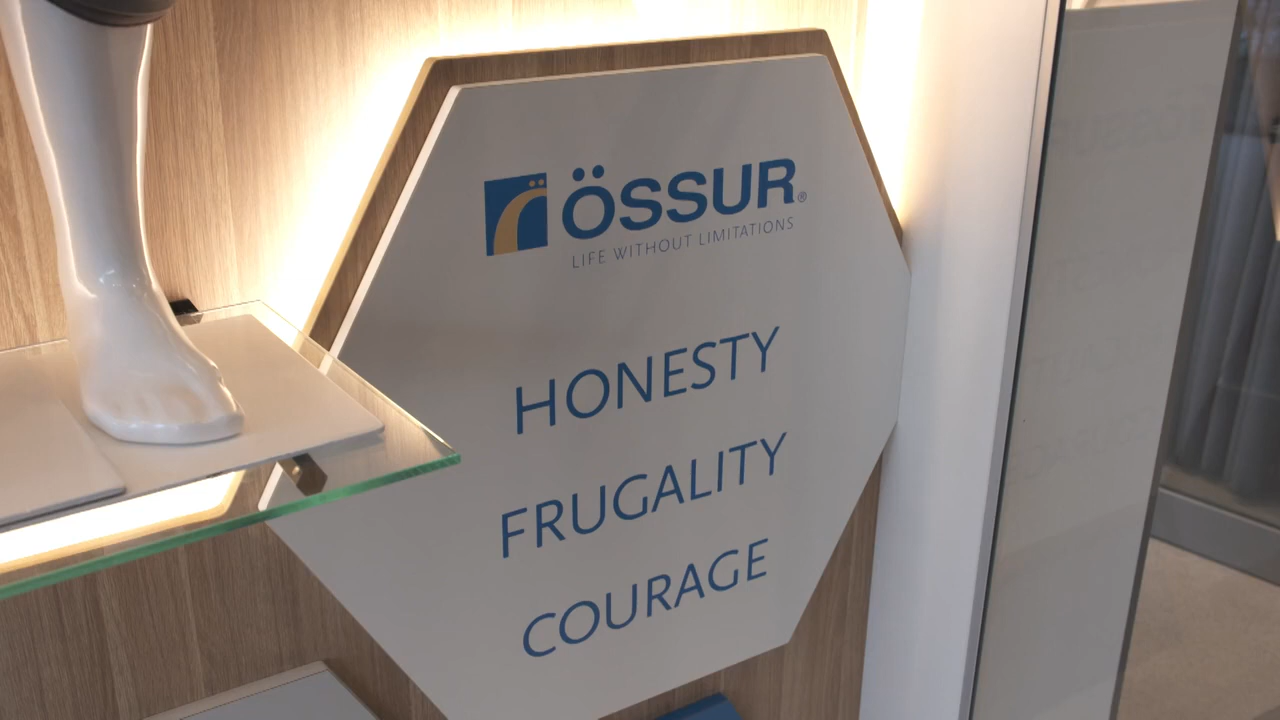 ÖSSUR®
LIFE WITHOUT LIMITATIONS
HONESTY
FRUGALITY
COURAGE